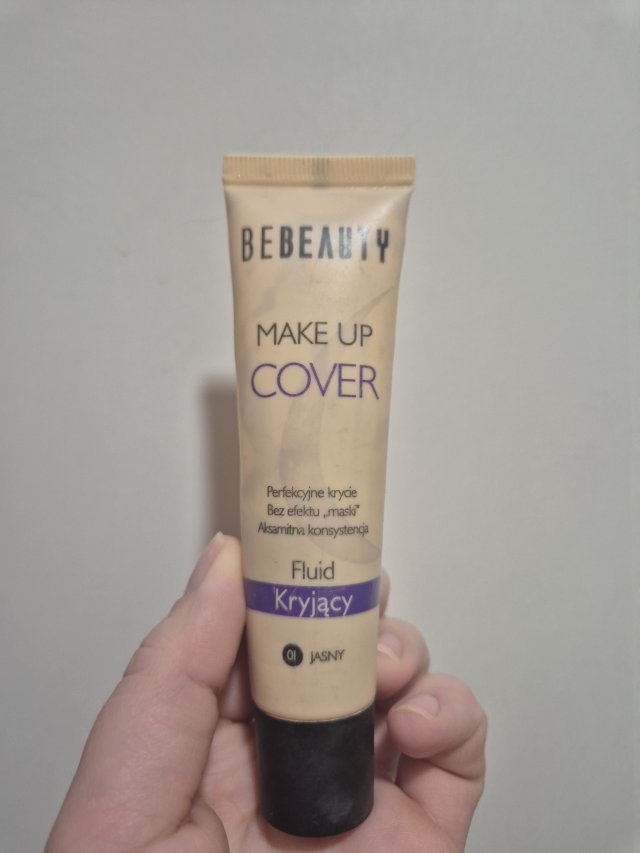 BEBEAUTY
MAKE UP
COVER
Perfekcyjne krycie
Bez efektu „maski”
Aksamitna konsystencja
Fluid
Kryjący
01 JASNY